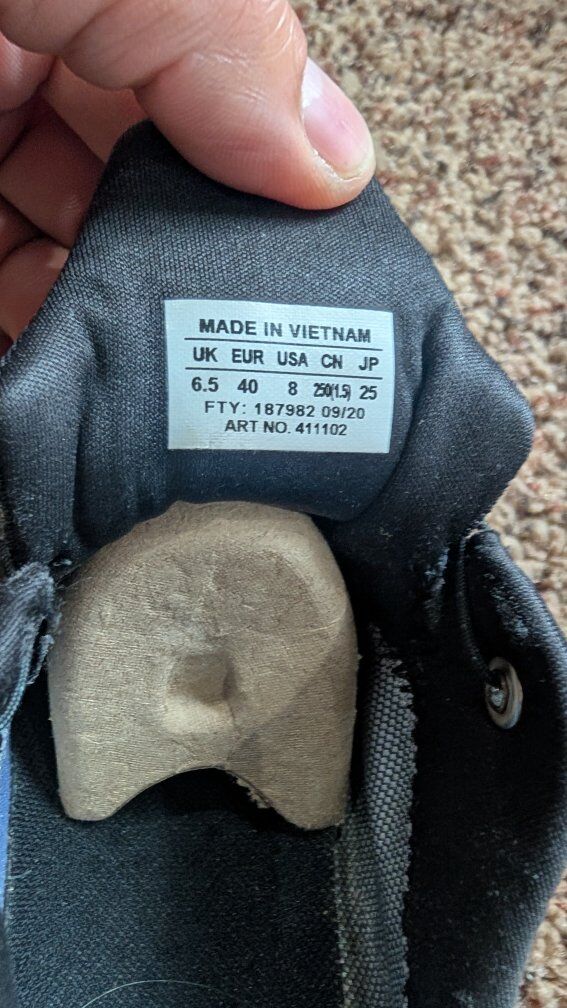 MADE IN VIETNAM
UK EUR USA CN JP
6.5 40 8 250(1.5) 25
FTY: 187982 09/20
ART NO. 411102